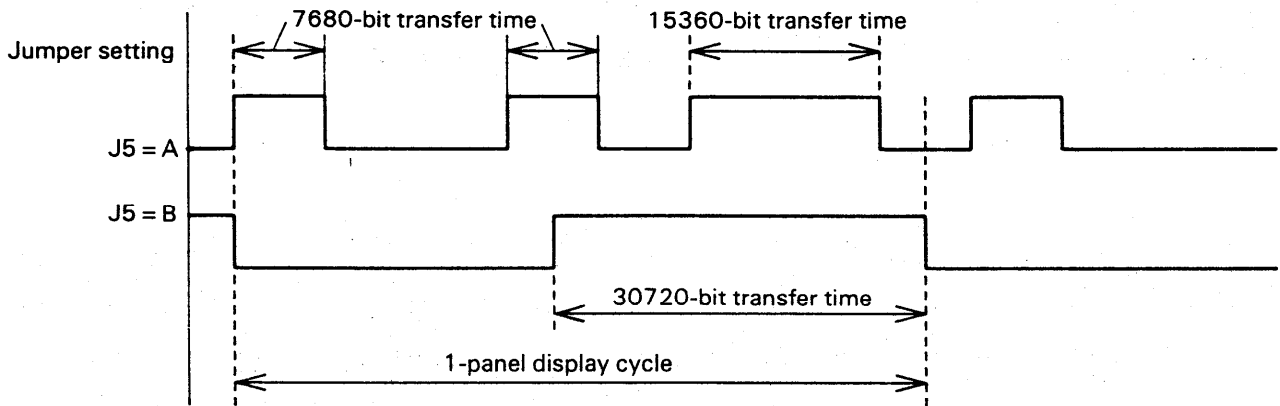 7680-bit transfer time
15360-bit transfer time
Jumper setting
J5 = A
J5 = B
30720-bit transfer time
1-panel display cycle